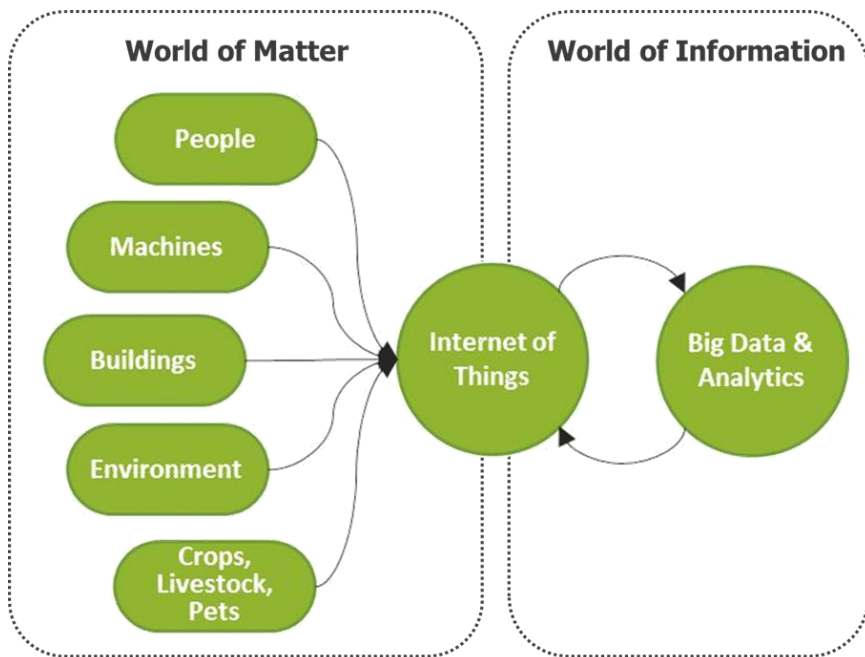 World of Matter
World of Information
People
Machines
Buildings
Environment
Crops,
Livestock,
Pets
Internet of
Things
Big Data &
Analytics